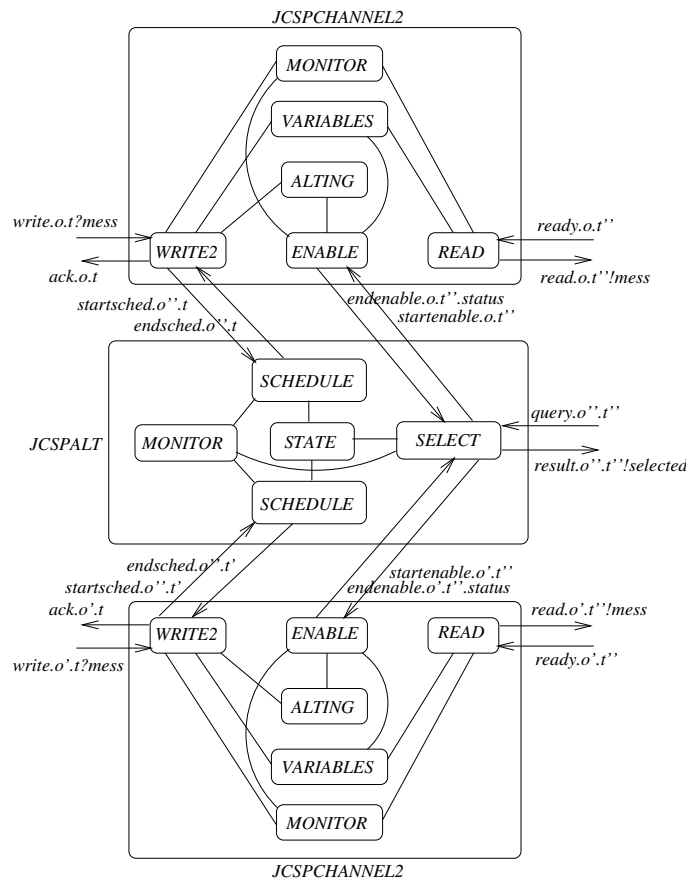 JCSPCHANNEL2
MONITOR
VARIABLES
ALTING
write.o.t?mess
ready.o.t''
WRITE2
ENABLE
READ
ack.o.t
read.o.t''!mess
startsched.o''.t
endenable.o.t''.status
endsched.o''.t
startenable.o.t''
SCHEDULE
query.o''.t''
JCSPALT
MONITOR
STATE
SELECT
result.o''.t''!selected
SCHEDULE
endsched.o''.t'
startenable.o'.t''
startsched.o''.t'
endenable.o'.t''.status
ack.o'.t
read.o'.t''!mess
WRITE2
ENABLE
READ
write.o'.t?mess
ready.o'.t''
ALTING
VARIABLES
MONITOR
JCSPCHANNEL2